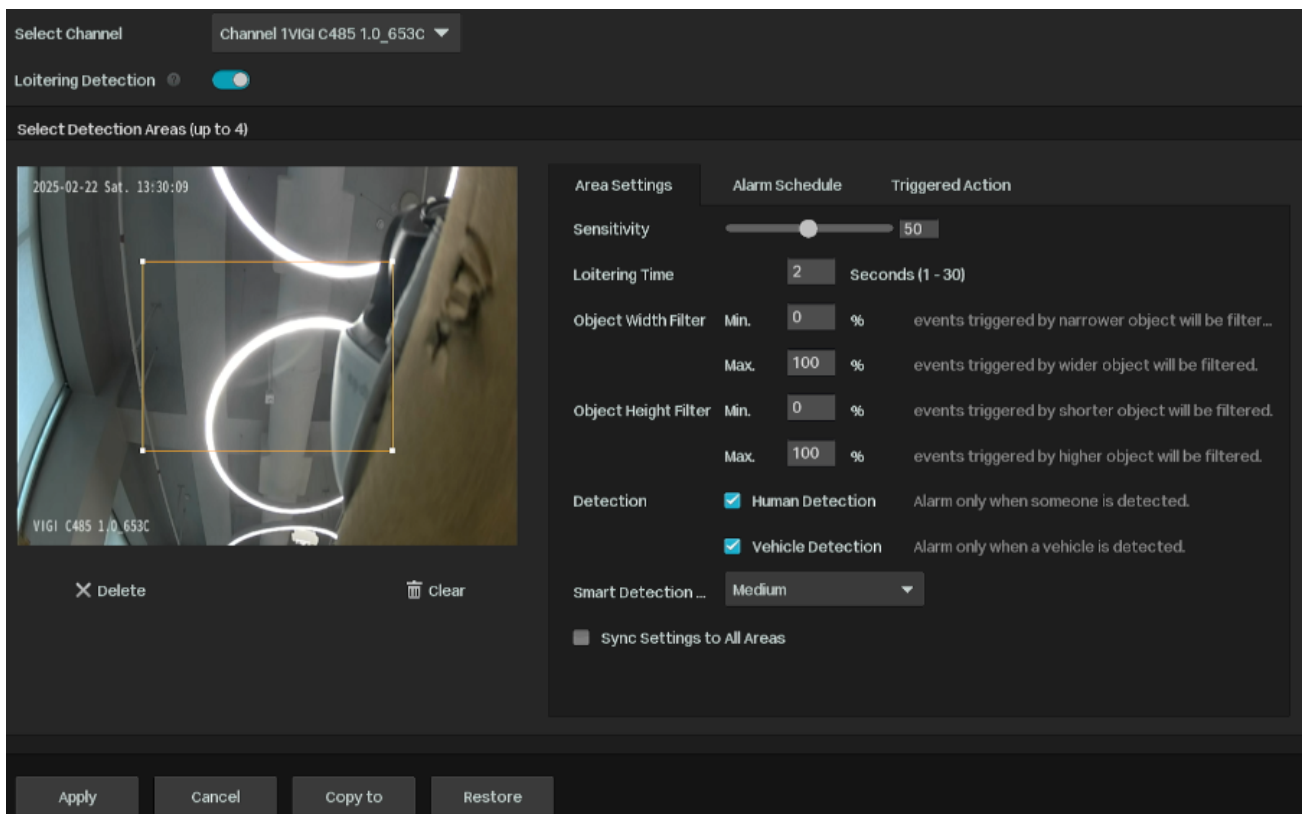 Select Channel Channel 1VIGI C485 1.0_653C
Loitering Detection ?
Select Detection Areas (up to 4)
2025-02-22 Sat. 13:30:09
VIGI C485 1.0_653C
Delete Clear
Area Settings Alarm Schedule Triggered Action
Sensitivity 50
Loitering Time 2 Seconds (1 - 30)
Object Width Filter Min. 0 % events triggered by narrower object will be filter...
Max. 100 % events triggered by wider object will be filtered.
Object Height Filter Min. 0 % events triggered by shorter object will be filtered.
Max. 100 % events triggered by higher object will be filtered.
Detection Human Detection Alarm only when someone is detected.
Vehicle Detection Alarm only when a vehicle is detected.
Smart Detection ... Medium
Sync Settings to All Areas
Apply Cancel Copy to Restore